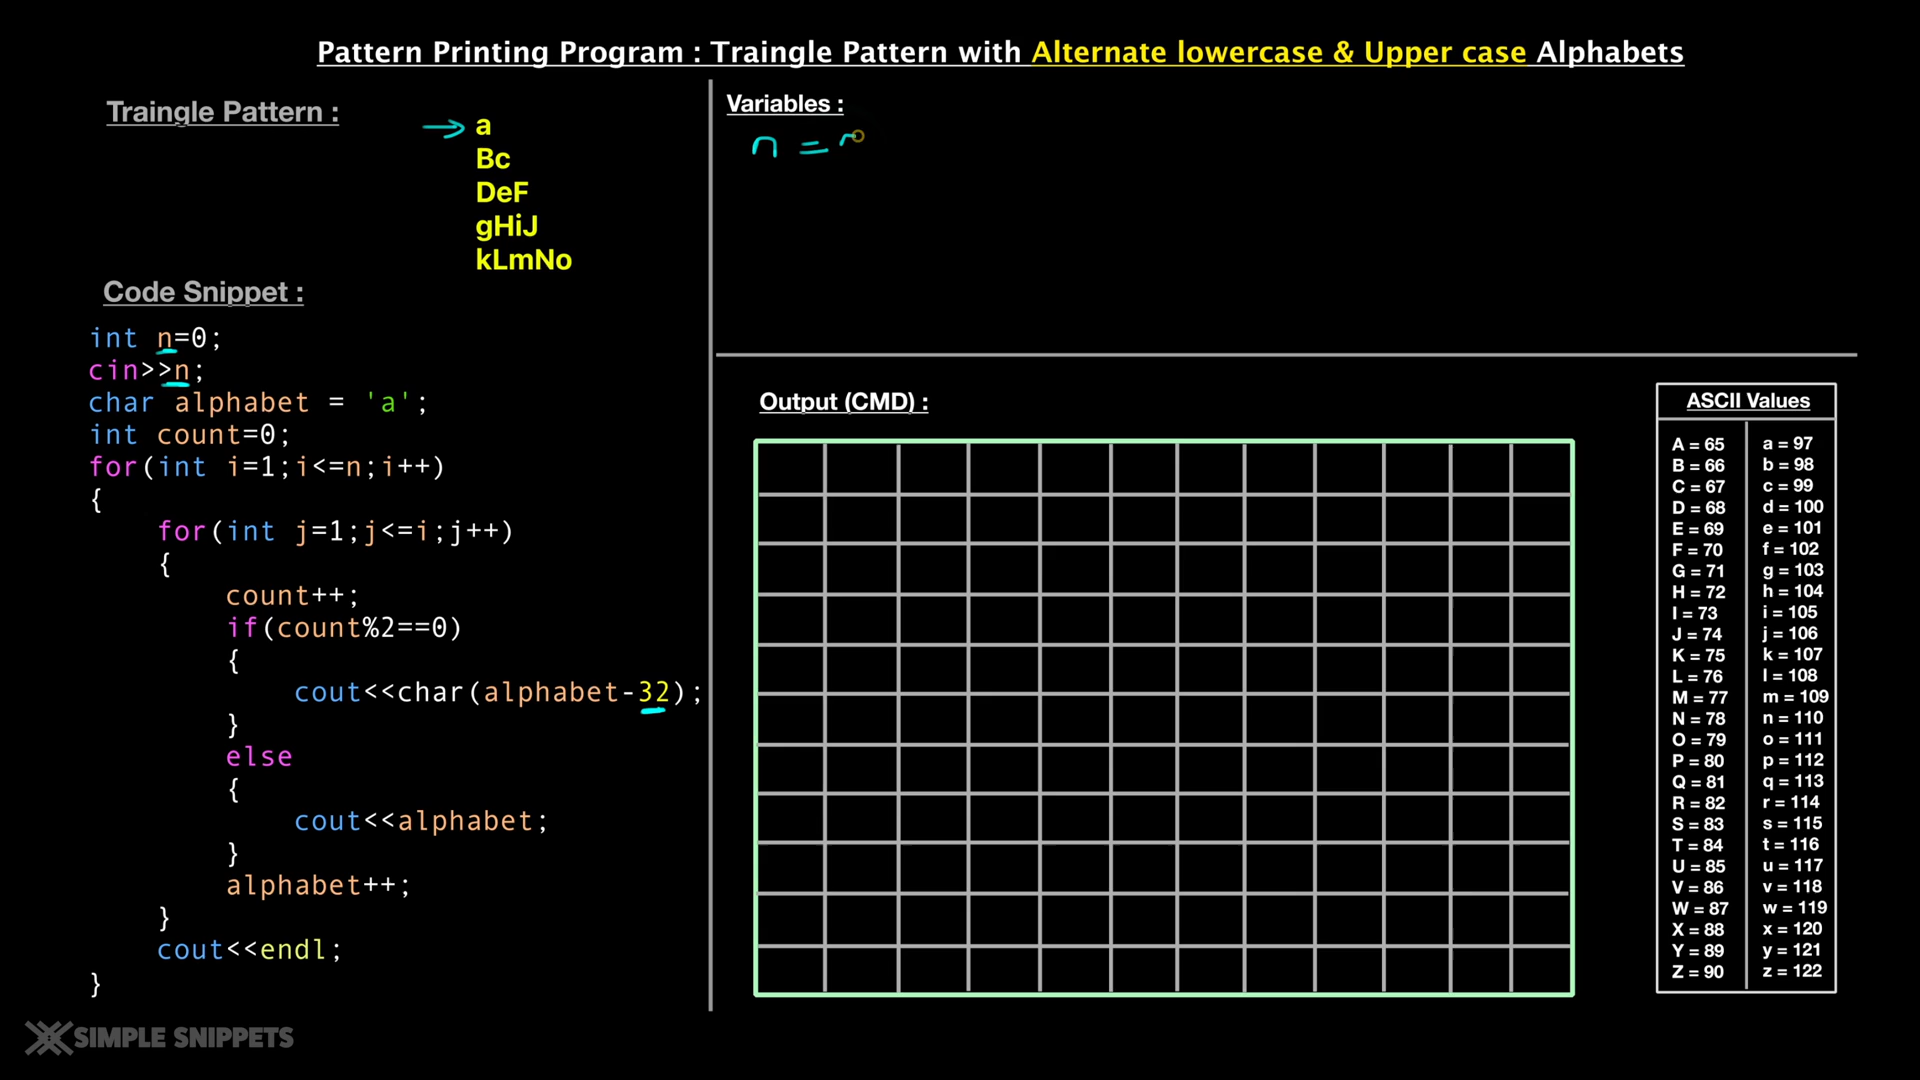 Pattern Printing Program : Traingle Pattern with Alternate lowercase & Upper case Alphabets
Traingle Pattern :
a
Bc
DeF
gHiJ
kLmNo
Code Snippet :
int n=0;
cin>>n;
char alphabet = 'a';
int count=0;
for(int i=1;i<=n;i++)
{
for(int j=1;j<=i;j++)
{
count++;
if(count%2==0)
{
cout<<char(alphabet-32);
}
else
{
cout<<alphabet;
}
alphabet++;
}
cout<<endl;
}
Variables :
n =
Output (CMD) :
ASCII Values
A = 65 a = 97
B = 66 b = 98
C = 67 c = 99
D = 68 d = 100
E = 69 e = 101
F = 70 f = 102
G = 71 g = 103
H = 72 h = 104
I = 73 i = 105
J = 74 j = 106
K = 75 k = 107
L = 76 l = 108
M = 77 m = 109
N = 78 n = 110
O = 79 o = 111
P = 80 p = 112
Q = 81 q = 113
R = 82 r = 114
S = 83 s = 115
T = 84 t = 116
U = 85 u = 117
V = 86 v = 118
W = 87 w = 119
X = 88 x = 120
Y = 89 y = 121
Z = 90 z = 122
SIMPLE SNIPPETS